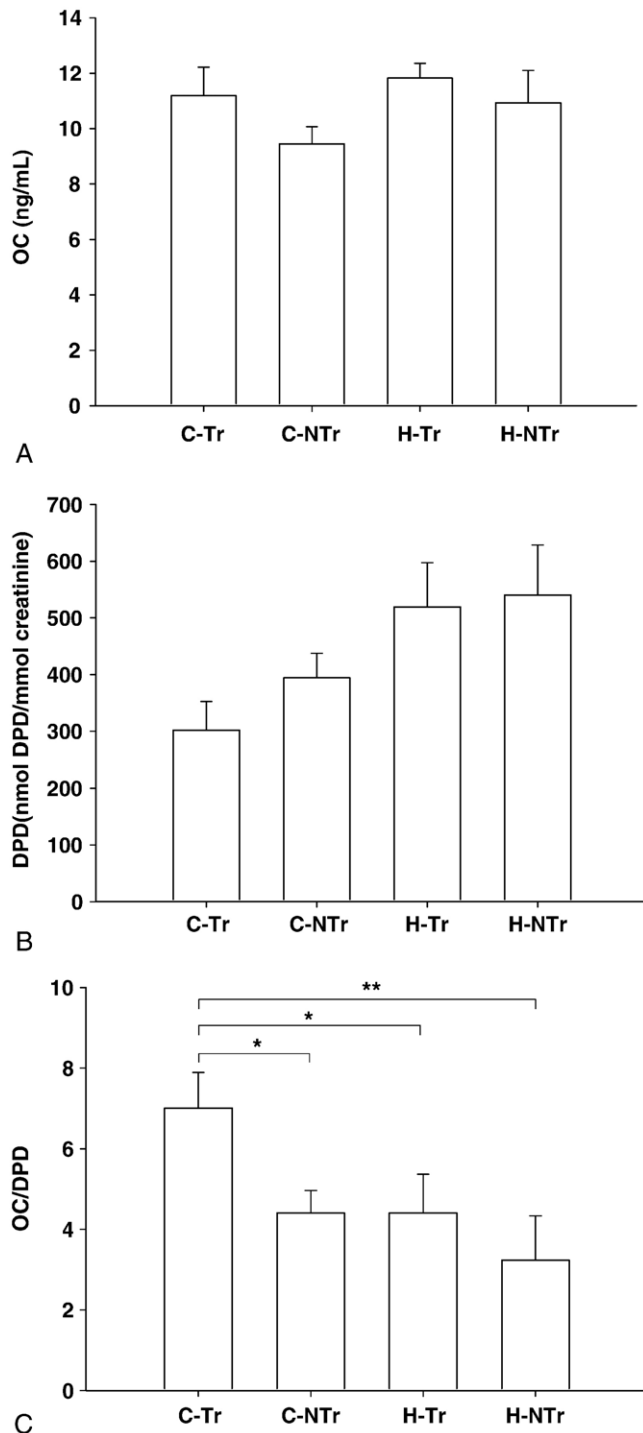 14
12
10
8
6
4
2
0
OC (ng/mL)
C-Tr C-NTr H-Tr H-NTr
A
700
600
500
400
300
200
100
0
DPD(nmol DPD/mmol creatinine)
C-Tr C-NTr H-Tr H-NTr
B
10
8
6
4
2
0
OC/DPD
**
*
*
C-Tr C-NTr H-Tr H-NTr
C